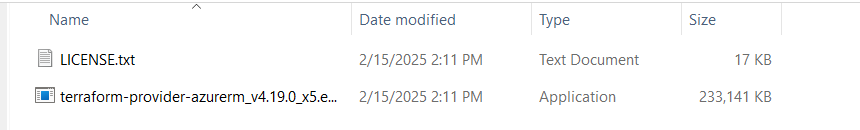 Name Date modified Type Size
LICENSE.txt 2/15/2025 2:11 PM Text Document 17 KB
terraform-provider-azurerm_v4.19.0_x5.e... 2/15/2025 2:11 PM Application 233,141 KB